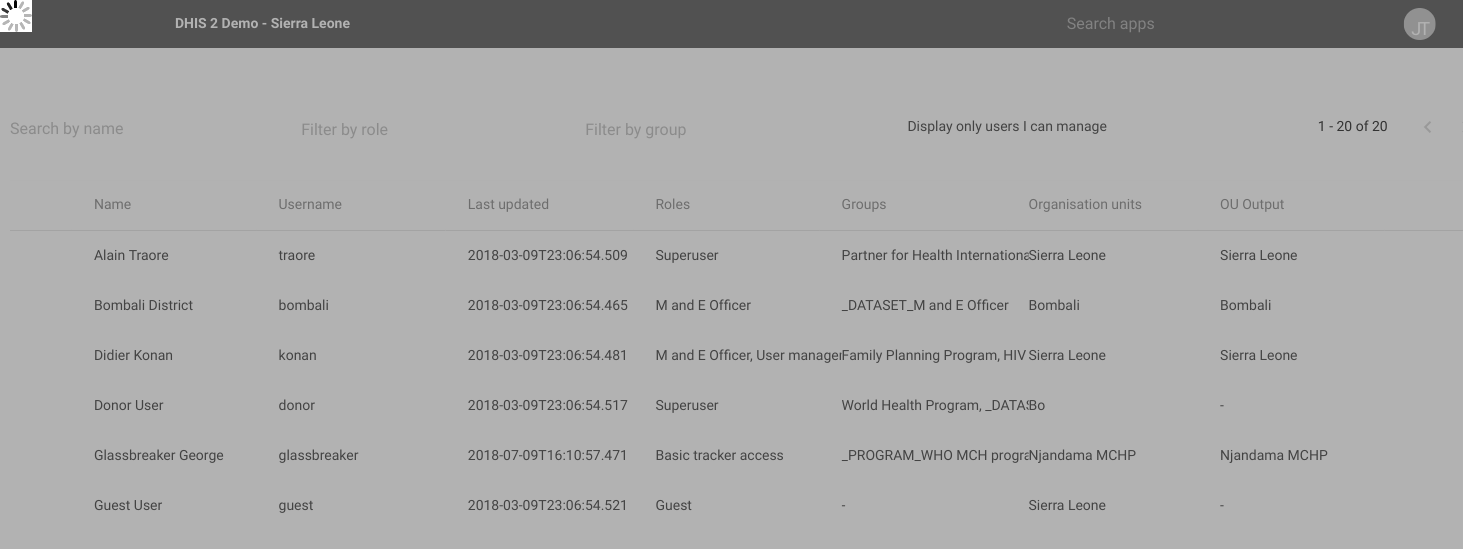 DHIS 2 Demo - Sierra Leone Search apps JT
Search by name Filter by role Filter by group Display only users I can manage 1 - 20 of 20
Name Username Last updated Roles Groups Organisation units OU Output
Alain Traore traore 2018-03-09T23:06:54.509 Superuser Partner for Health Internationa Sierra Leone Sierra Leone
Bombali District bombali 2018-03-09T23:06:54.465 M and E Officer _DATASET_M and E Officer Bombali Bombali
Didier Konan konan 2018-03-09T23:06:54.481 M and E Officer, User manager Family Planning Program, HIV Sierra Leone Sierra Leone
Donor User donor 2018-03-09T23:06:54.517 Superuser World Health Program, _DATAS Bo -
Glassbreaker George glassbreaker 2018-07-09T16:10:57.471 Basic tracker access _PROGRAM_WHO MCH progra Njandama MCHP Njandama MCHP
Guest User guest 2018-03-09T23:06:54.521 Guest - Sierra Leone -